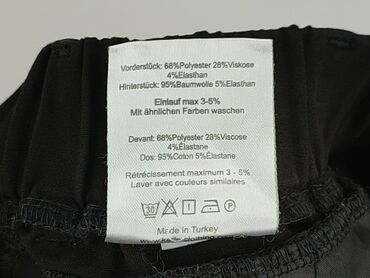 Vorderstück: 68%Polyester 28%Viskose
4%Elasthan
Hinterstück: 95%Baumwolle 5%Elasthan
Einlauf max 3-5%
Mit ähnlichen Farben waschen
Devant: 68%Polyester 28%Viscose
4%Élastane
Dos: 95%Coton 5%Élastane
Rétrécissement maximum 3 - 5%
Laver avec couleurs similaires
30
P
Made in Turkey